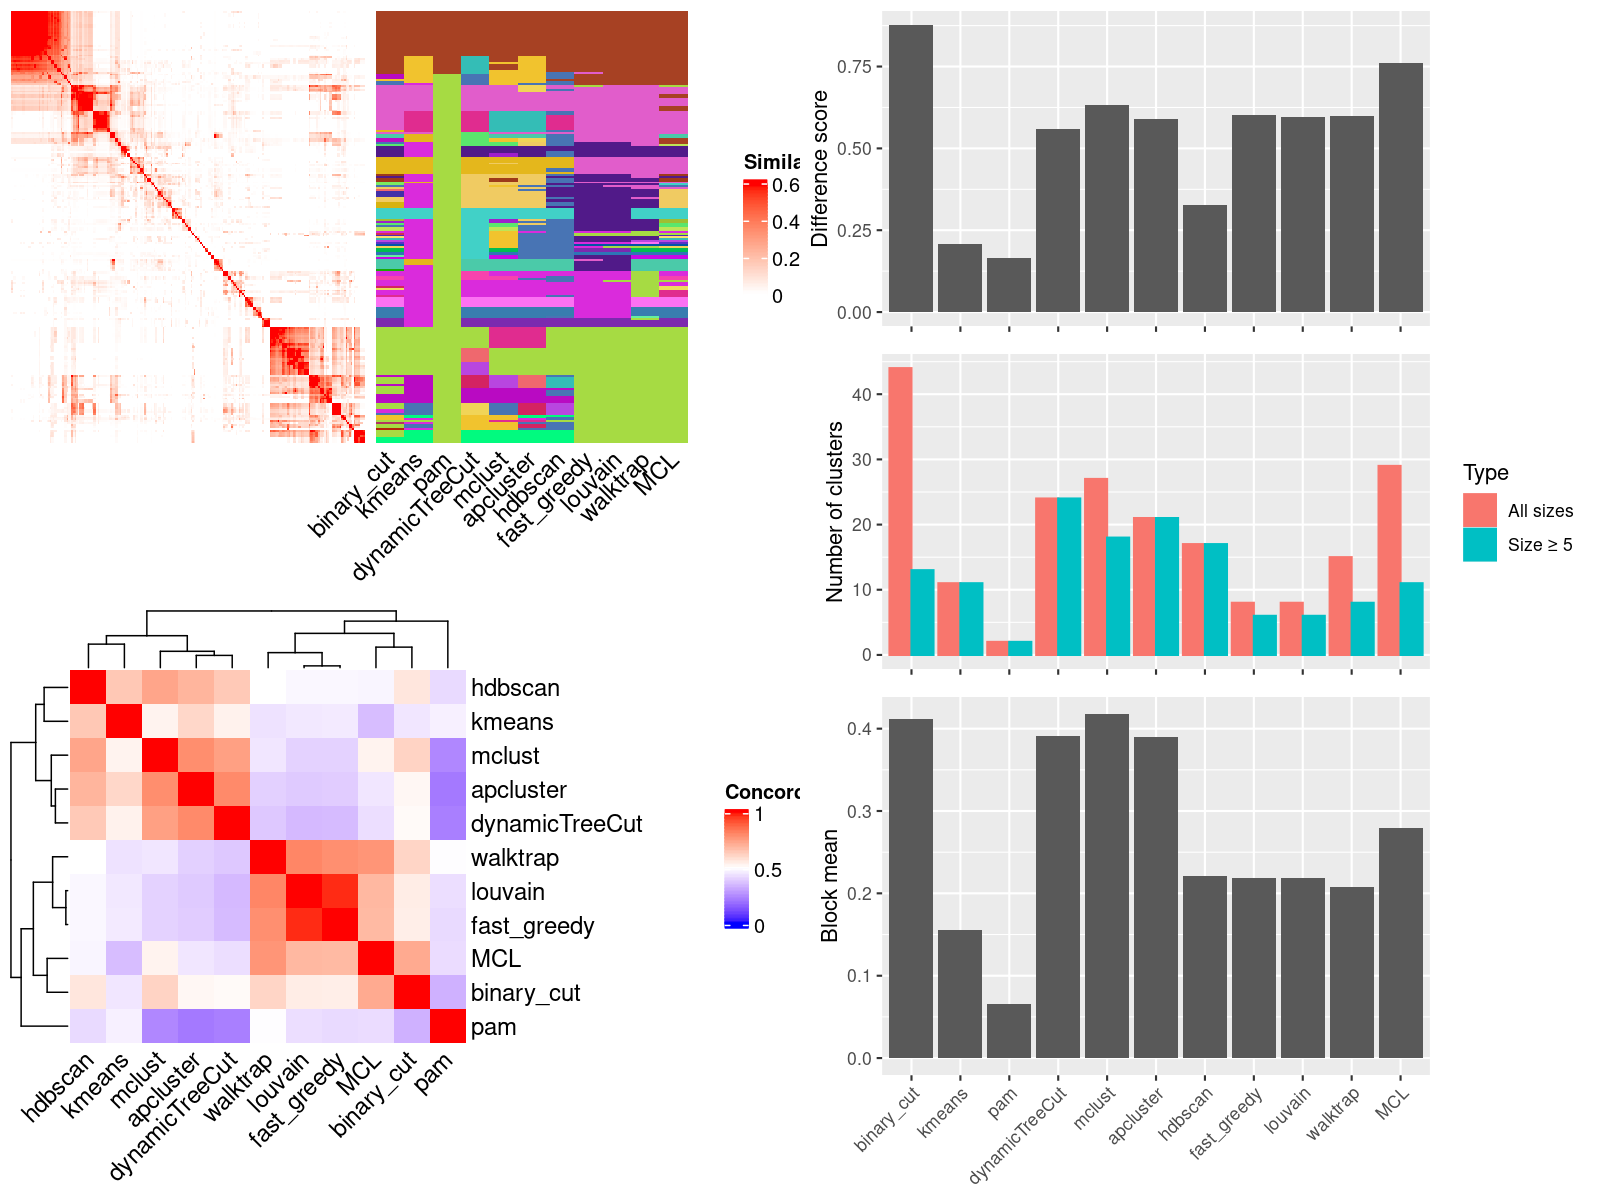 Simila
0.6
0.4
0.2
0
binary_cut
kmeans
pam
dynamicTreeCut
mclust
apcluster
hdbscan
fast_greedy
louvain
walktrap
MCL
hdbscan
kmeans
mclust
apcluster
dynamicTreeCut
walktrap
louvain
fast_greedy
MCL
binary_cut
pam
hdbscan
kmeans
mclust
apcluster
dynamicTreeCut
walktrap
louvain
fast_greedy
MCL
binary_cut
pam
Concord
1
0.5
0
Difference score
0.75
0.50
0.25
0.00
Number of clusters
40
30
20
10
0
Type
All sizes
Size ≥ 5
Block mean
0.4
0.3
0.2
0.1
0.0
binary_cut
kmeans
pam
dynamicTreeCut
mclust
apcluster
hdbscan
fast_greedy
louvain
walktrap
MCL